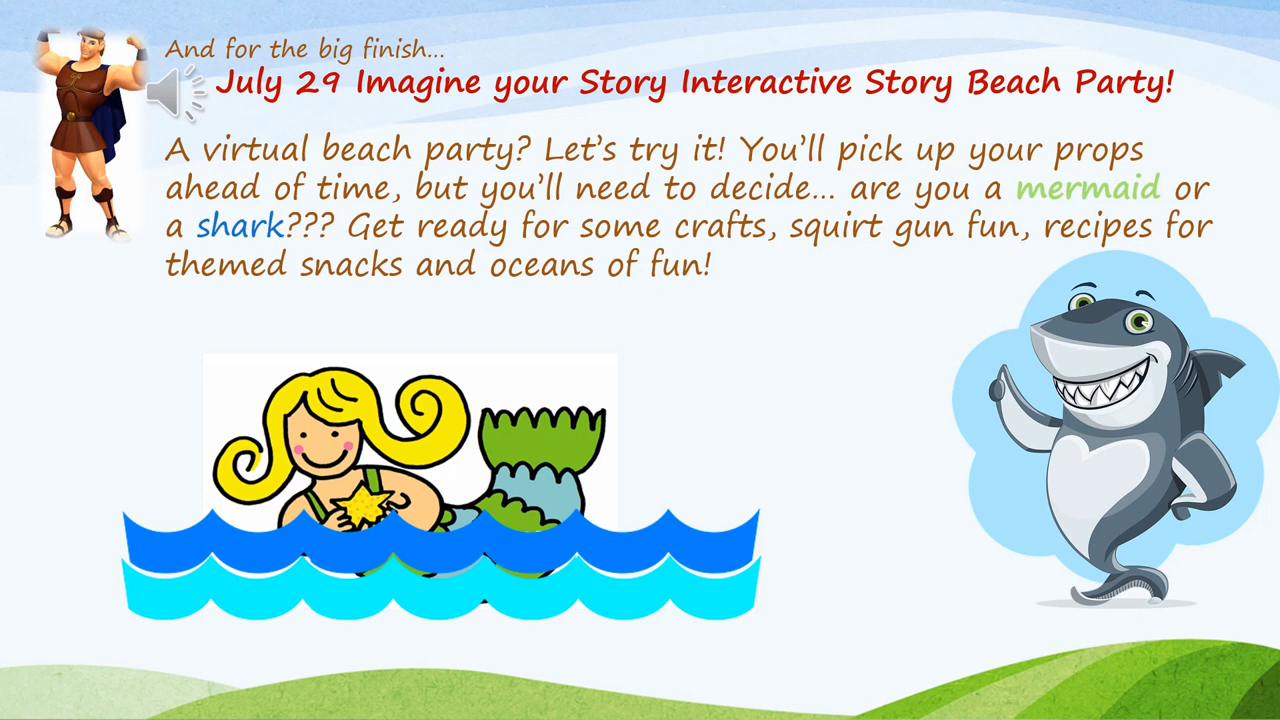 And for the big finish...
July 29 Imagine your Story Interactive Story Beach Party!
A virtual beach party? Let's try it! You'll pick up your props
ahead of time, but you'll need to decide... are you a mermaid or
a shark??? Get ready for some crafts, squirt gun fun, recipes for
themed snacks and oceans of fun!